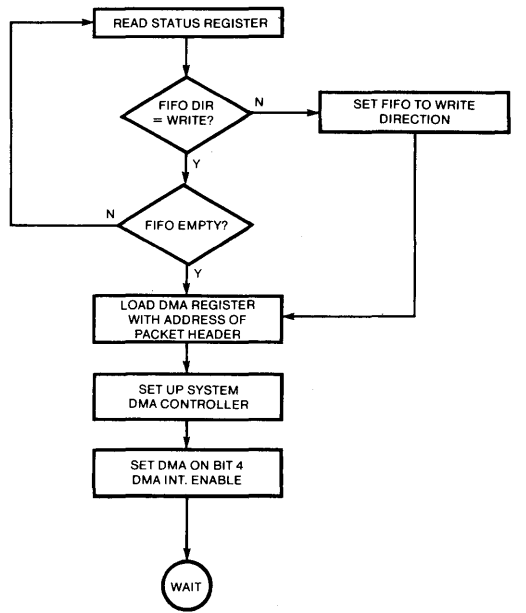 READ STATUS REGISTER
FIFO DIR
= WRITE?
N
SET FIFO TO WRITE
DIRECTION
Y
N
FIFO EMPTY?
Y
LOAD DMA REGISTER
WITH ADDRESS OF
PACKET HEADER
SET UP SYSTEM
DMA CONTROLLER
SET DMA ON BIT 4
DMA INT. ENABLE
WAIT